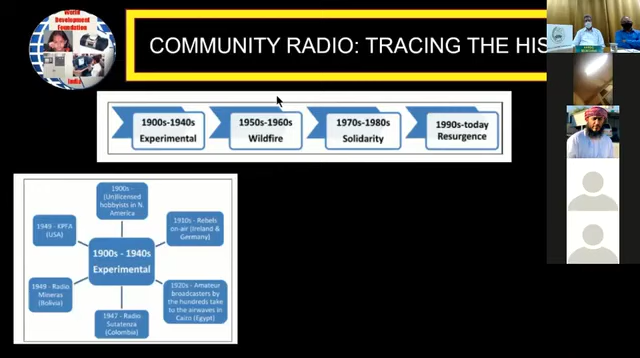 World
Development
Foundation
India
COMMUNITY RADIO: TRACING THE HIS
1900s-1940s
Experimental
1950s-1960s
Wildfire
1970s-1980s
Solidarity
1990s-today
Resurgence
1900s -
(Un)licensed
hobbyists in N.
America
1910s - Rebels
on-air (Ireland &
Germany)
1920s - Amateur
broadcasters by
the hundreds take
to the airwaves in
Cairo (Egypt)
1947 - Radio
Sutatenza
(Colombia)
1949 - Radio
Mineras
(Bolivia)
1949 - KPFA
(USA)
1900s - 1940s
Experimental